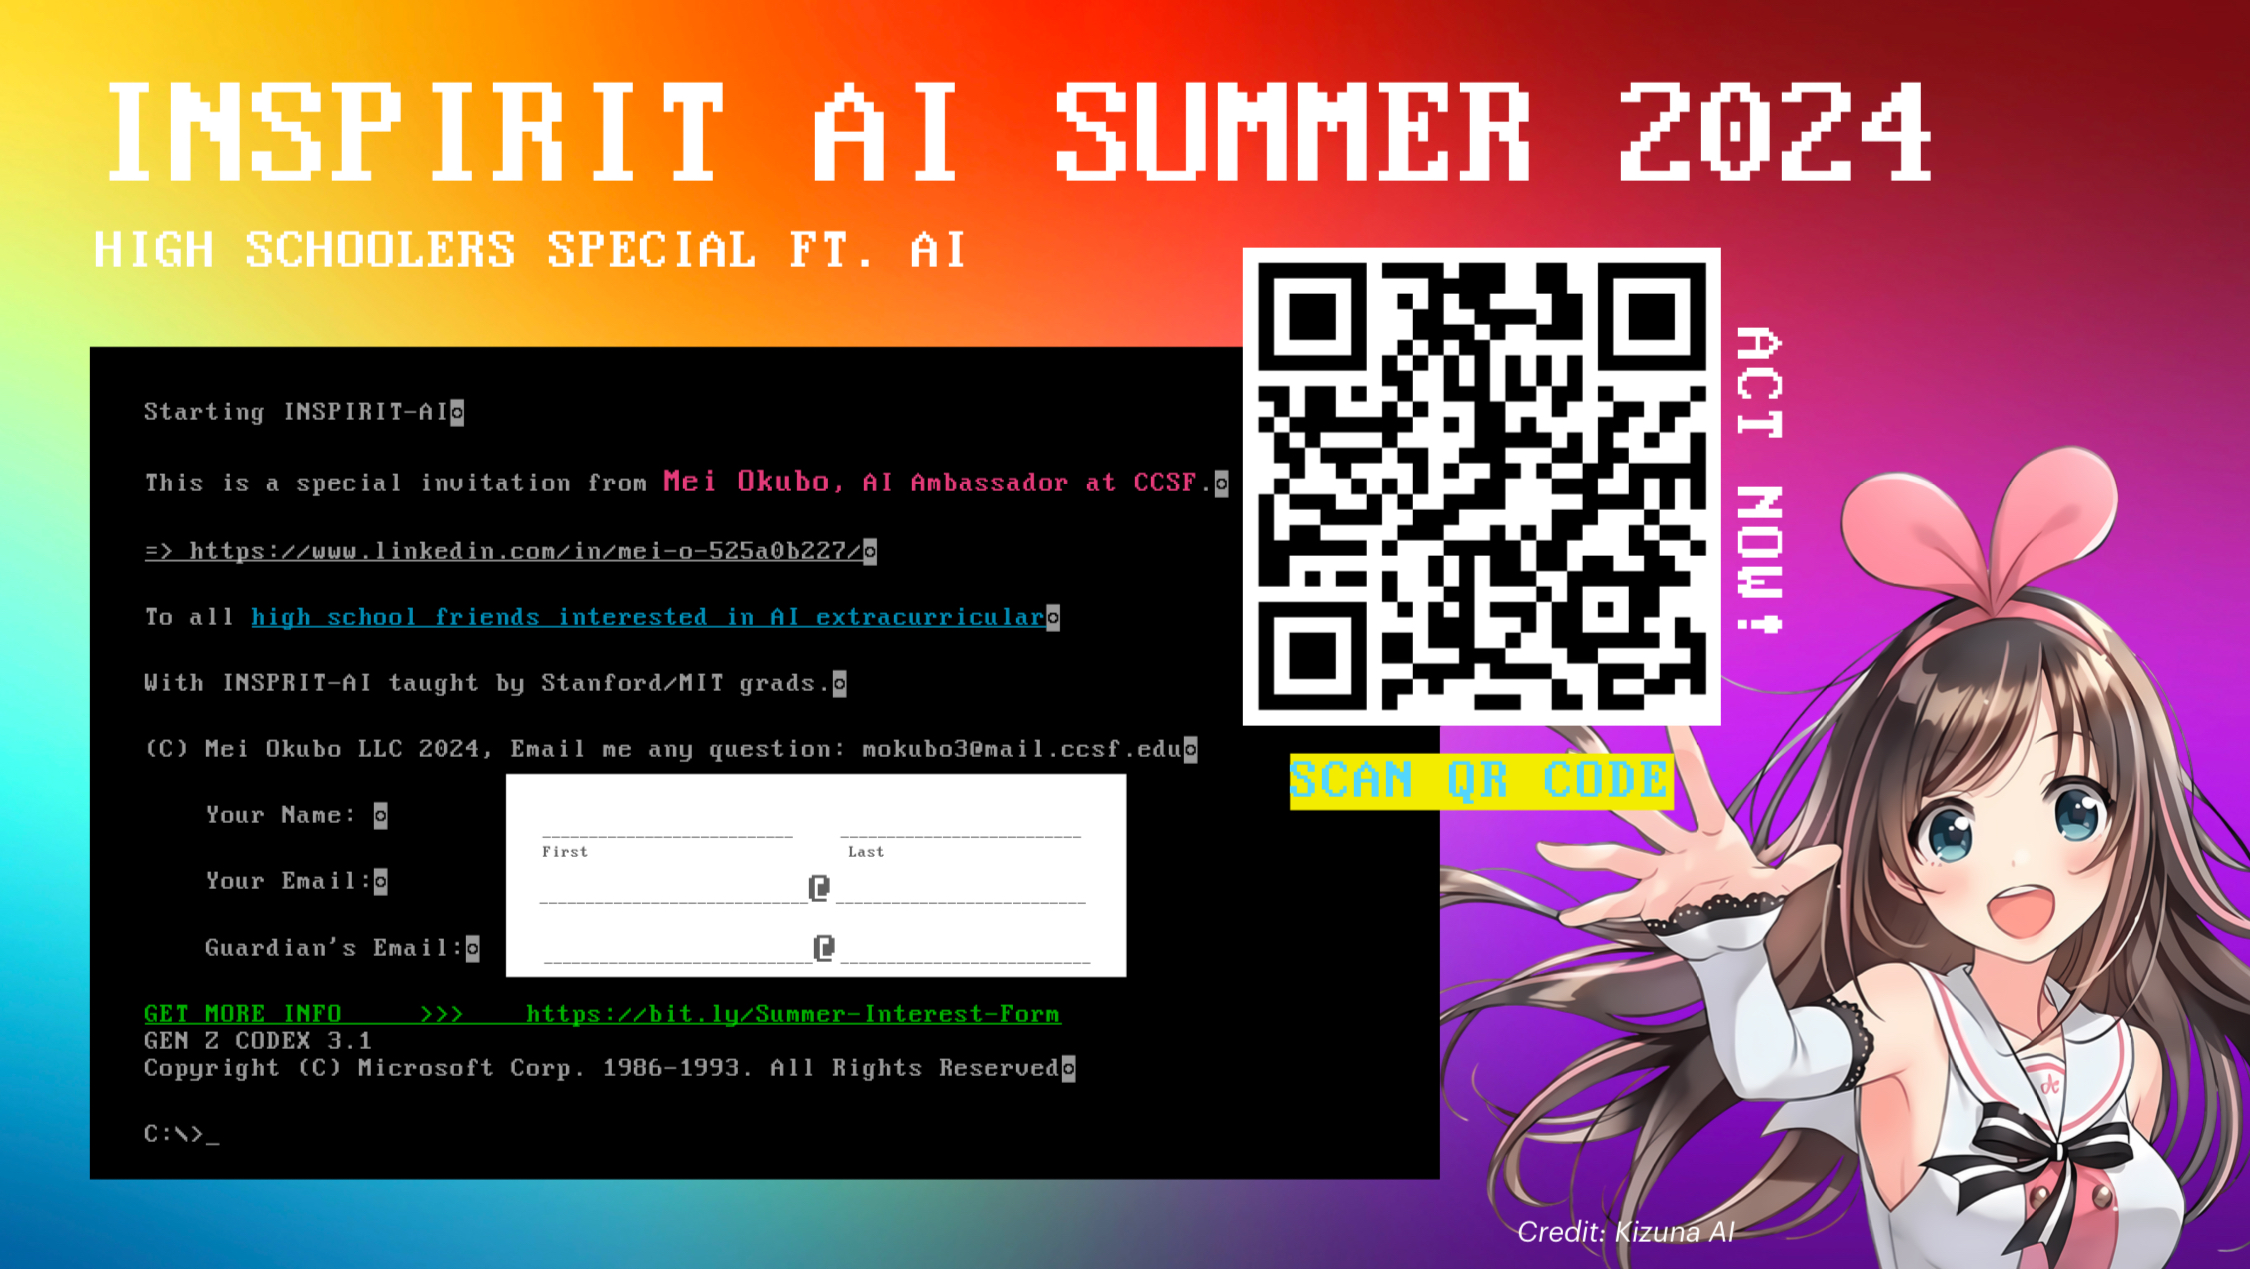 INSPIRIT AI SUMMER 2024
HIGH SCHOOLERS SPECIAL FT. AI
Starting INSPIRIT-AI
This is a special invitation from Mei Okubo, AI Ambassador at CCSF.
=> https://www.linkedin.com/in/mei-o-525a0b227/
To all high school friends interested in AI extracurricular
With INSPRIT-AI taught by Stanford/MIT grads.
(C) Mei Okubo LLC 2024, Email me any question: mokubo3@mail.ccsf.edu
Your Name:
First Last
Your Email:
@
Guardian's Email:
@
GET MORE INFO >>> https://bit.ly/Summer-Interest-Form
GEN Z CODEX 3.1
Copyright (C) Microsoft Corp. 1986-1993. All Rights Reserved
C:\>_
ACT NOW!
SCAN QR CODE
Credit: Kizuna AI